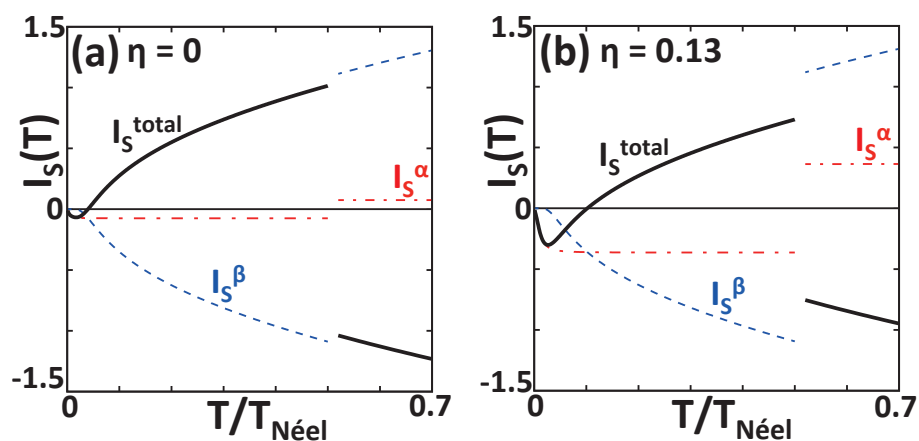 1.5
(a) η = 0
I_S^total
I_S(T)
I_S^α
0
I_S^β
-1.5
0
T/T_Néel
0.7
1.5
(b) η = 0.13
I_S^total
I_S(T)
I_S^α
0
I_S^β
-1.5
0
T/T_Néel
0.7